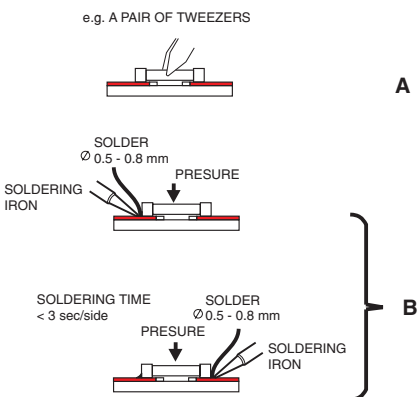 e.g. A PAIR OF TWEEZERS
A
SOLDER
Ø 0.5 - 0.8 mm
PRESURE
SOLDERING
IRON
B
SOLDERING TIME
< 3 sec/side
SOLDER
Ø 0.5 - 0.8 mm
PRESURE
SOLDERING
IRON